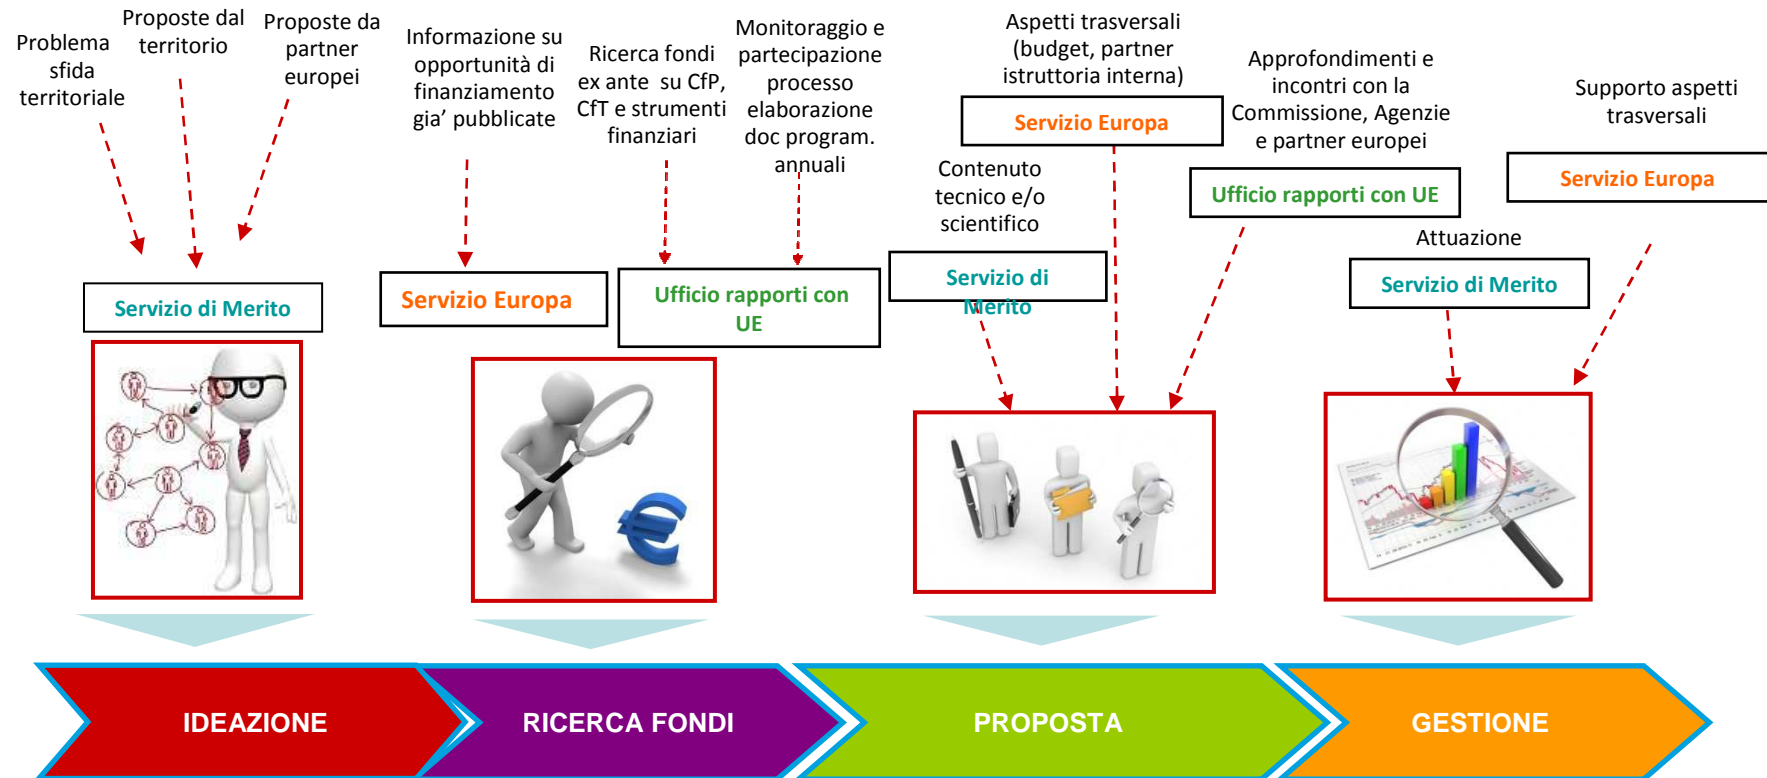 Problema
sfida
territoriale
Proposte dal
territorio
Proposte da
partner
europei
Servizio di Merito
Informazione su
opportunità di
finanziamento
gia’ pubblicate
Servizio Europa
Ricerca fondi
ex ante su CfP,
CfT e strumenti
finanziari
Monitoraggio e
partecipazione
processo
elaborazione
doc program.
annuali
Ufficio rapporti con
UE
Contenuto
tecnico e/o
scientifico
Servizio di
Merito
Aspetti trasversali
(budget, partner
istruttoria interna)
Servizio Europa
Approfondimenti e
incontri con la
Commissione, Agenzie
e partner europei
Ufficio rapporti con UE
Attuazione
Servizio di Merito
Supporto aspetti
trasversali
Servizio Europa
IDEAZIONE
RICERCA FONDI
PROPOSTA
GESTIONE